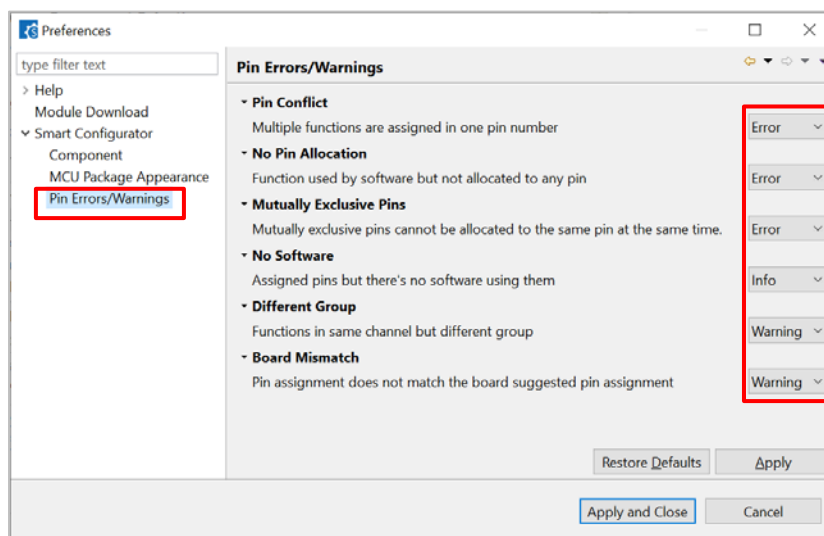 Preferences
type filter text
Pin Errors/Warnings
Help
Module Download
Smart Configurator
Component
MCU Package Appearance
Pin Errors/Warnings
Pin Conflict
Multiple functions are assigned in one pin number
Error
No Pin Allocation
Function used by software but not allocated to any pin
Error
Mutually Exclusive Pins
Mutually exclusive pins cannot be allocated to the same pin at the same time.
Error
No Software
Assigned pins but there's no software using them
Info
Different Group
Functions in same channel but different group
Warning
Board Mismatch
Pin assignment does not match the board suggested pin assignment
Warning
Restore Defaults
Apply
Apply and Close
Cancel